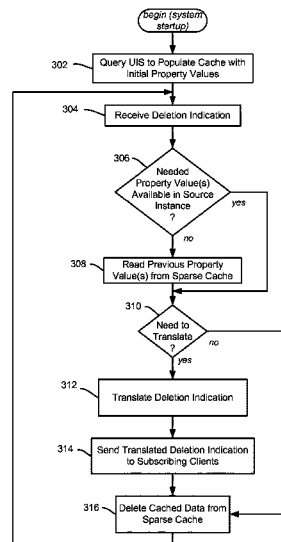 begin (system
startup)
302
Query UIS to Populate Cache with
Initial Property Values
304
Receive Deletion Indication
306
Needed
Property Value(s)
Available in Source
Instance
?
yes
no
308
Read Previous Property
Value(s) from Sparse Cache
310
Need to
Translate
?
no
yes
312
Translate Deletion Indication
314
Send Translated Deletion Indication
to Subscribing Clients
316
Delete Cached Data from
Sparse Cache